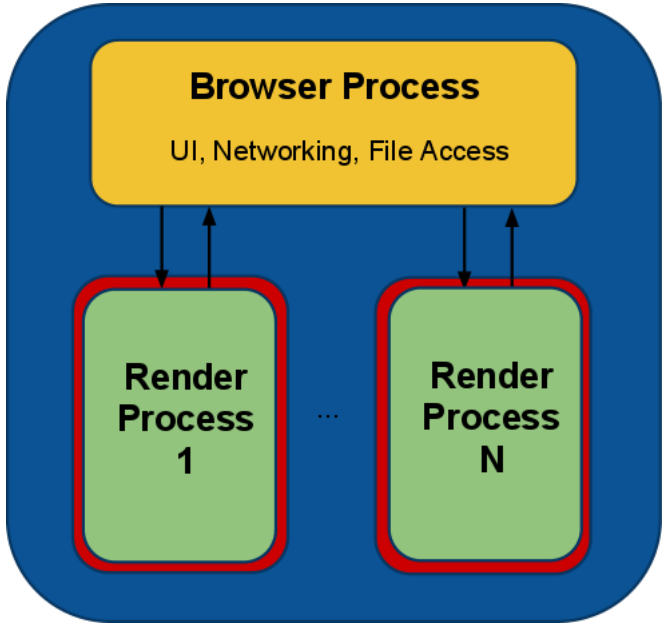 Browser Process
UI, Networking, File Access
Render
Process
1
...
Render
Process
N